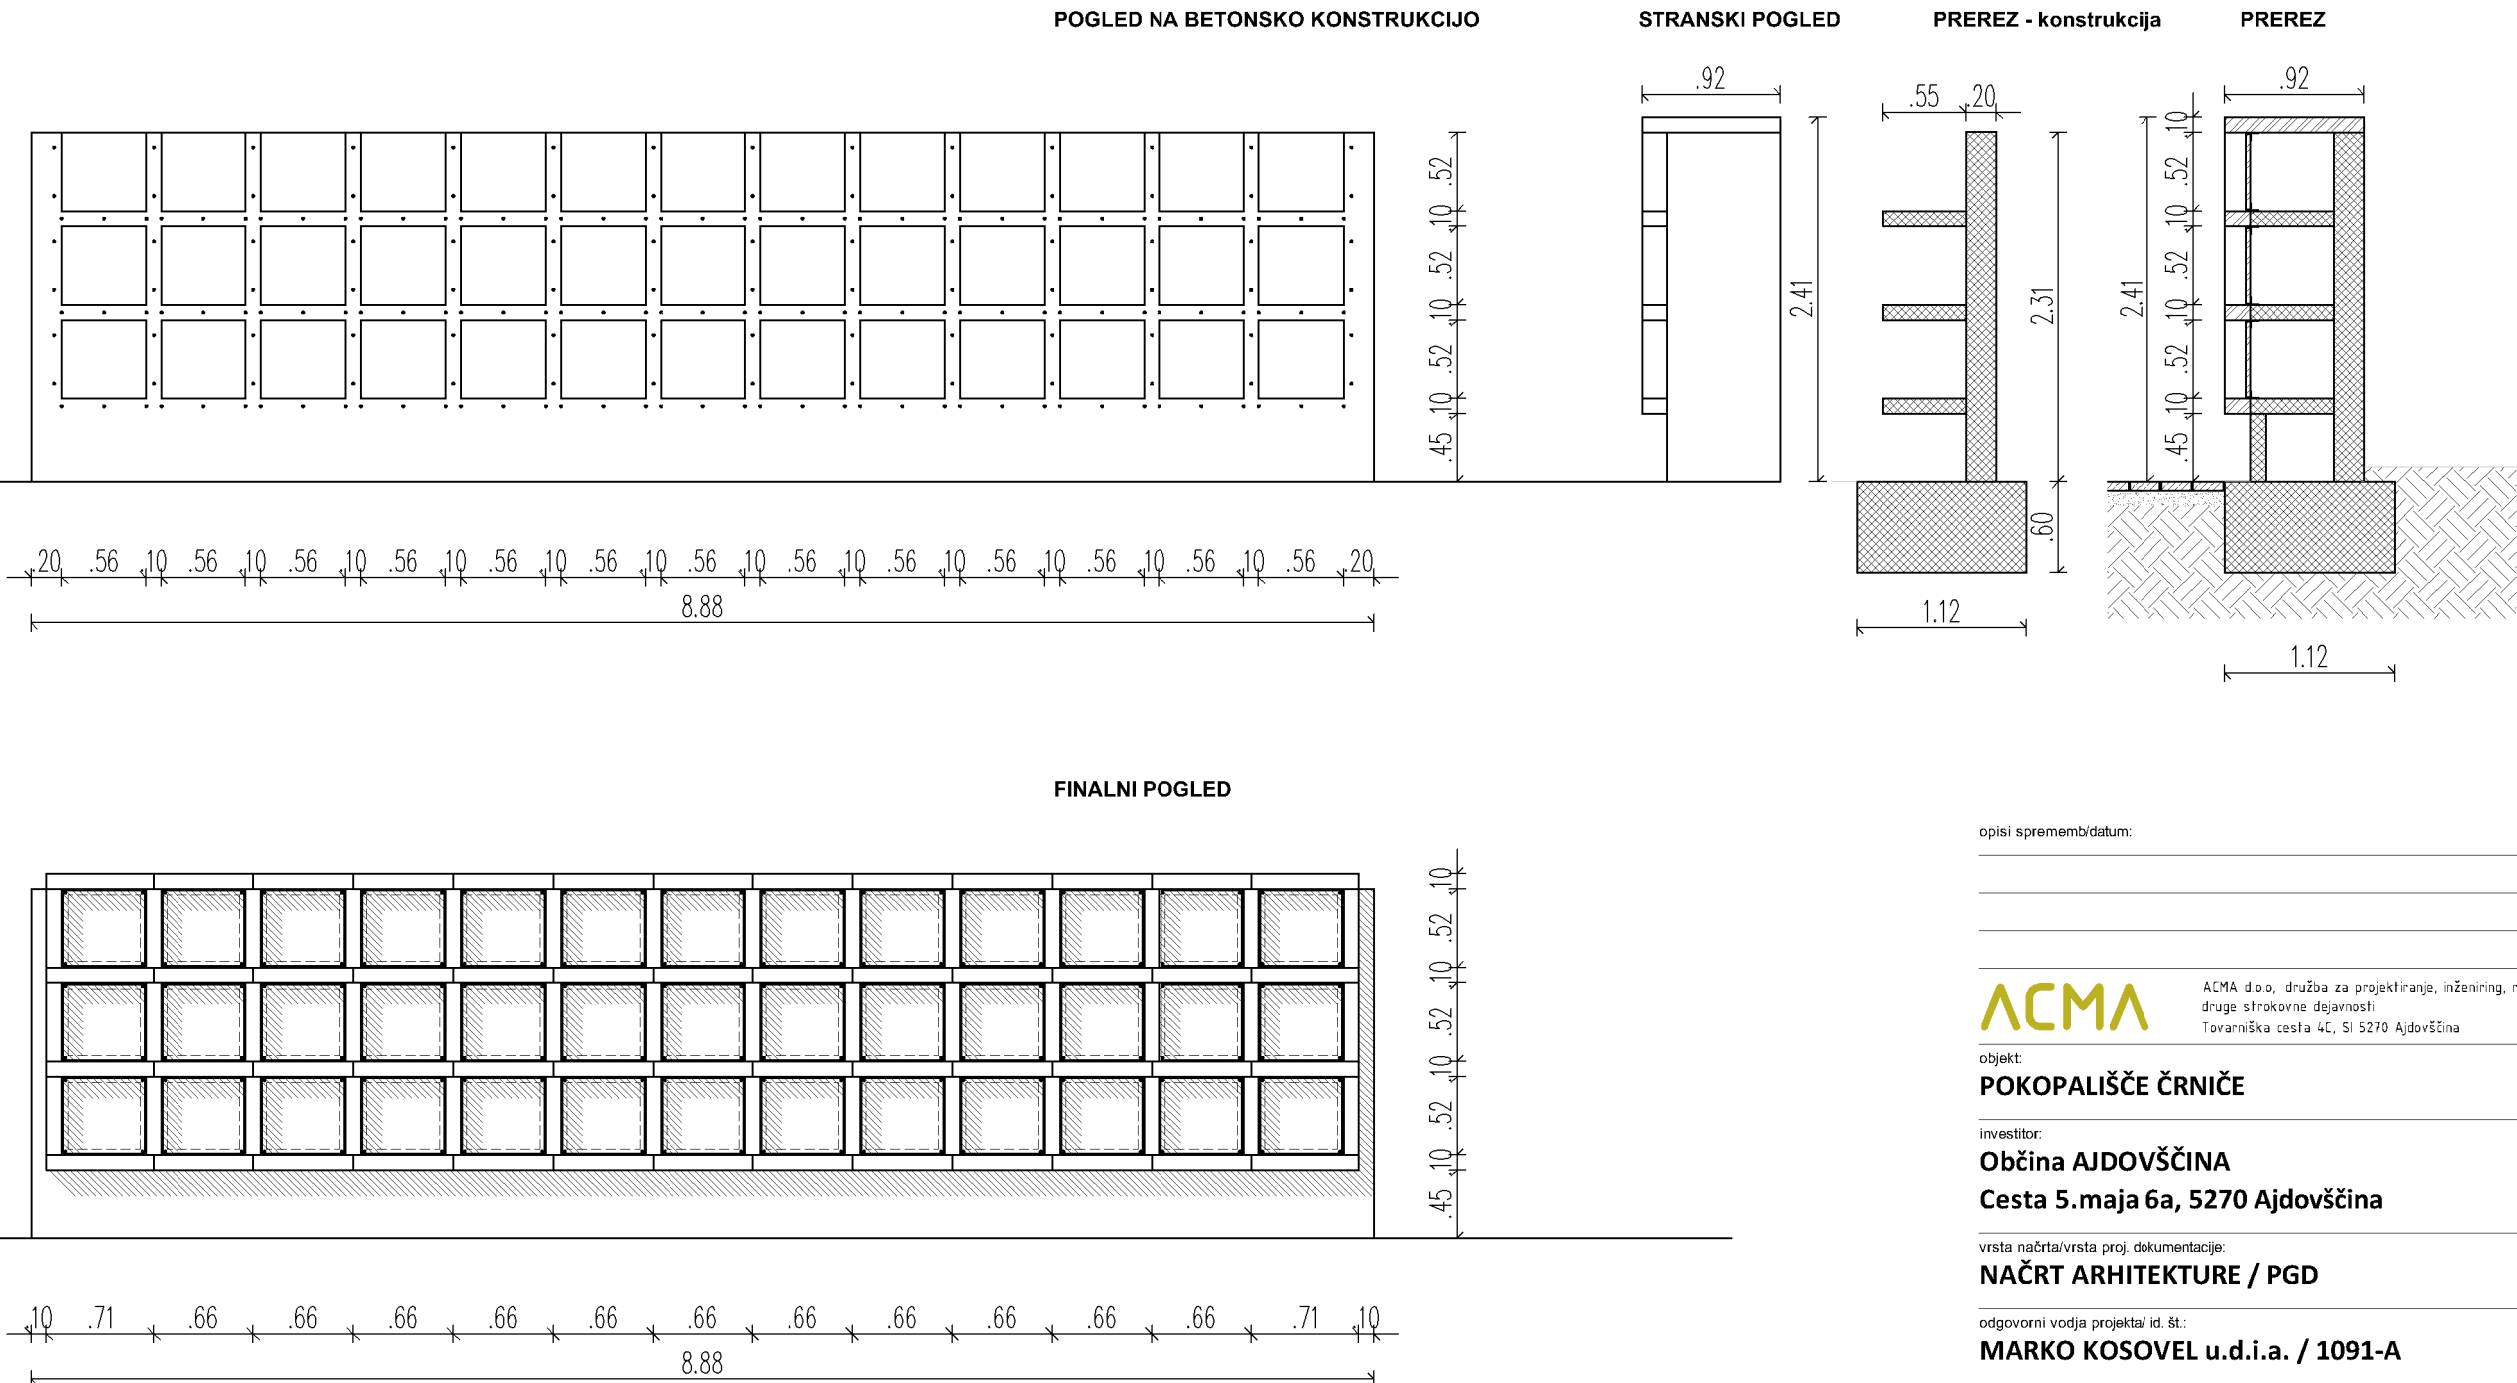 POGLED NA BETONSKO KONSTRUKCIJO
STRANSKI POGLED
PREREZ - konstrukcija
PREREZ
.52
10
.52
10
.52
10
.45
.20 .56 .10 .56 .10 .56 .10 .56 .10 .56 .10 .56 .10 .56 .10 .56 .10 .56 .10 .56 .10 .56 .10 .56 .10 .56 .20
8.88
.92
2.41
.55 .20
2.31
.60
1.12
.92
2.41
10
.52
10
.52
10
.52
10
.45
1.12
FINALNI POGLED
10
.52
10
.52
10
.52
10
.45
.10 .71 .66 .66 .66 .66 .66 .66 .66 .66 .66 .66 .66 .71 .10
8.88
opisi sprememb/datum:
ACMA
ACMA d.o.o, družba za projektiranje, inženiring,
druge strokovne dejavnosti
Tovarniška cesta 4C, SI 5270 Ajdovščina
objekt:
POKOPALIŠČE ČRNIČE
investitor:
Občina AJDOVŠČINA
Cesta 5.maja 6a, 5270 Ajdovščina
vrsta načrta/vrsta proj. dokumentacije:
NAČRT ARHITEKTURE / PGD
odgovorni vodja projekta/ id. št.:
MARKO KOSOVEL u.d.i.a. / 1091-A